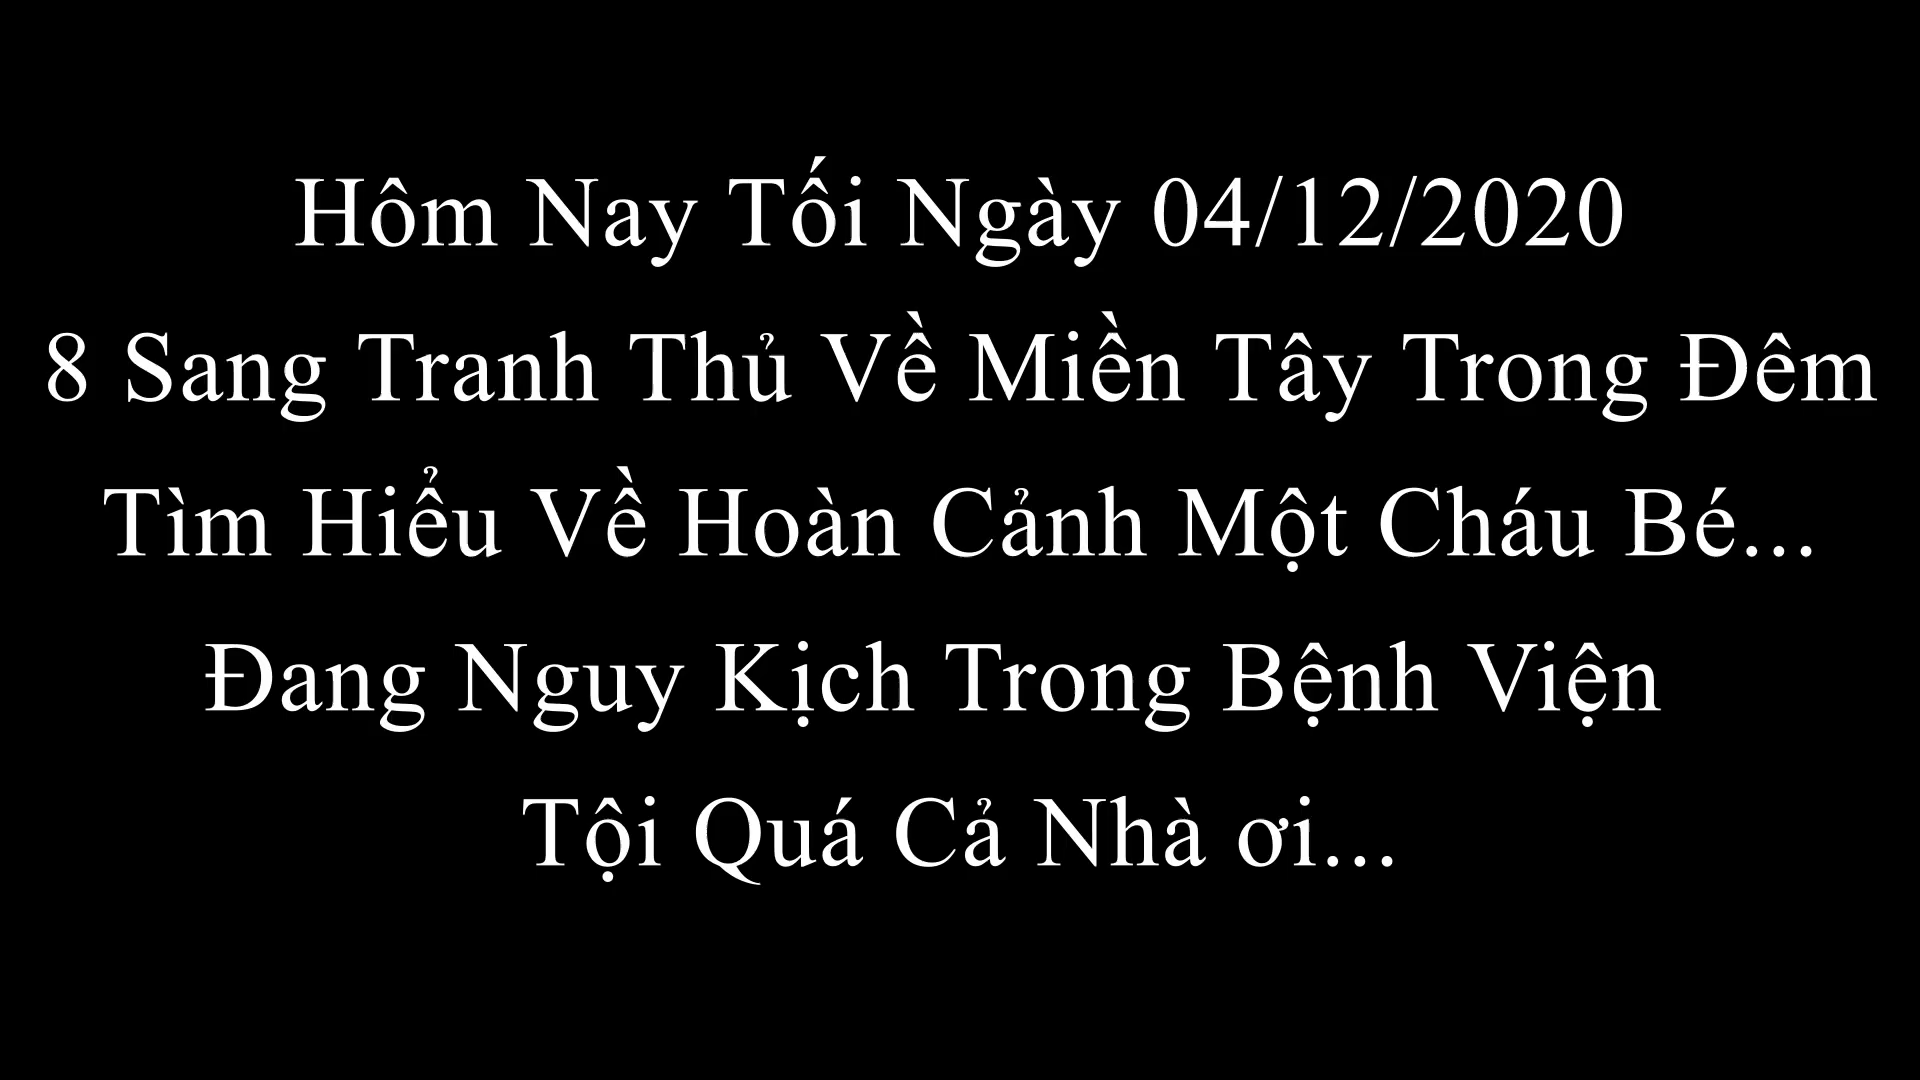 Hôm Nay Tối Ngày 04/12/2020
8 Sang Tranh Thủ Về Miền Tây Trong Đêm
Tìm Hiểu Về Hoàn Cảnh Một Cháu Bé...
Đang Nguy Kịch Trong Bệnh Viện
Tội Quá Cả Nhà ơi...